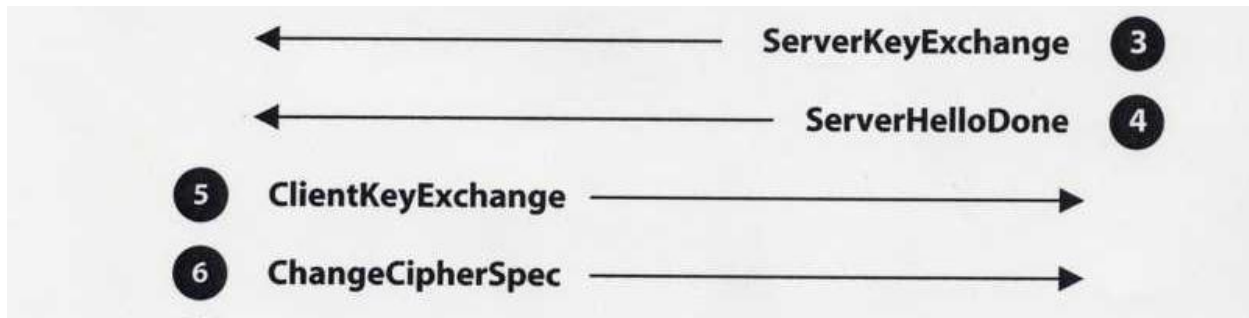 ServerKeyExchange 3
ServerHelloDone 4
5 ClientKeyExchange
6 ChangeCipherSpec